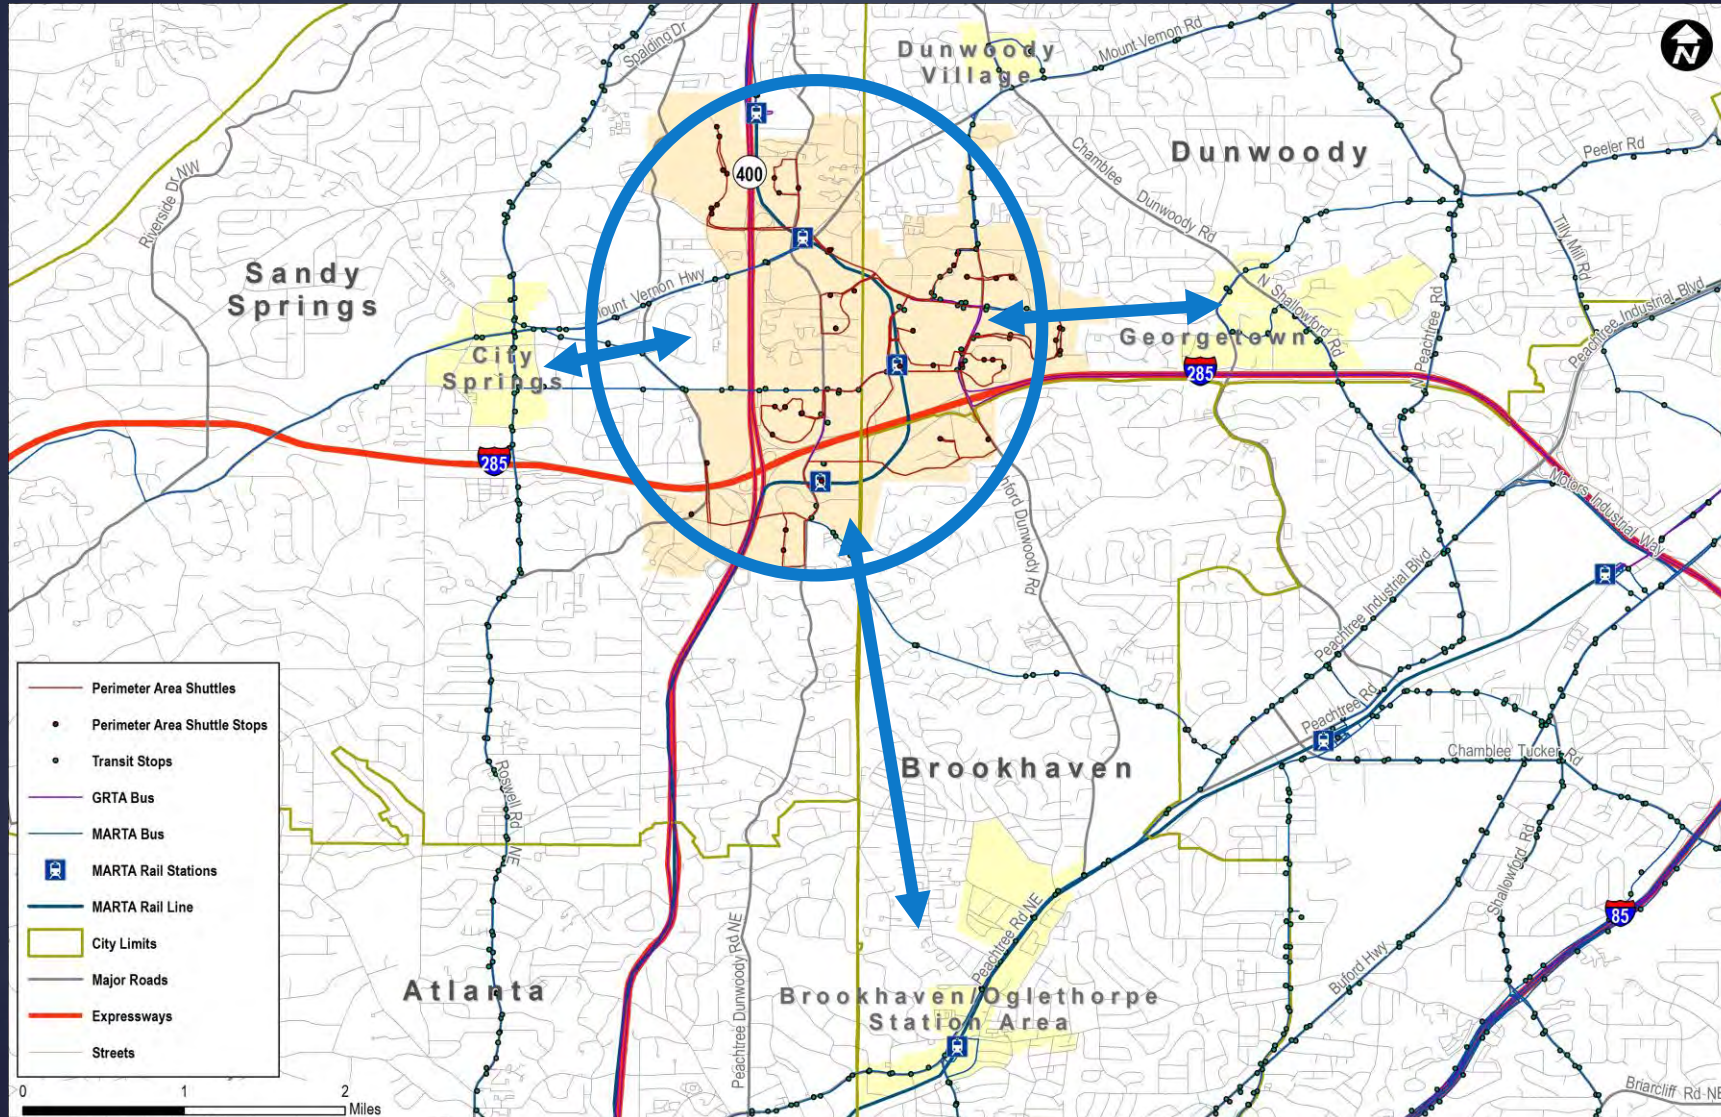 N
Spalding Dr
Dunwoody
Village
Mount Vernon Rd
Dunwoody
Peeler Rd
Chamblee
Dunwoody Rd
Tilly Mill Rd
Riverside Dr NW
400
Sandy
Springs
Mount Vernon Hwy
City
Springs
N Shallowford Rd
Georgetown
N Peachtree Rd
Peachtree Industrial Blvd
285
285
Motors Industrial Way
hford Dunwoody Rd
Peachtree Industrial Blvd
Peachtree Rd
Chamblee Tucker Rd
Brookhaven
Roswell Rd NE
Shallowford Rd
85
Peachtree Rd NE
Peachtree Dunwoody Rd NE
Buford Hwy
Atlanta
Brookhaven/Oglethorpe
Station Area
Briarcliff Rd NE
Perimeter Area Shuttles
Perimeter Area Shuttle Stops
Transit Stops
GRTA Bus
MARTA Bus
MARTA Rail Stations
MARTA Rail Line
City Limits
Major Roads
Expressways
Streets
0 1 2
Miles